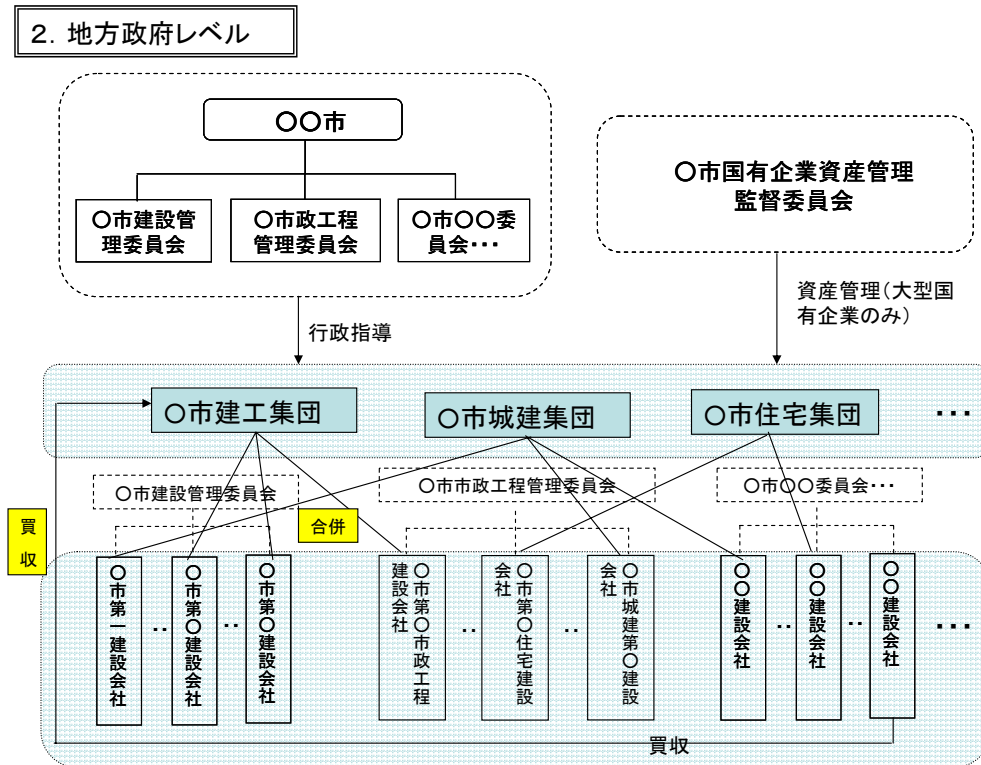 2．地方政府レベル
〇〇市
〇市建設管
理委員会
〇市政工程
管理委員会
〇市〇〇委
員会･･･
〇市国有企業資産管理
監督委員会
行政指導
資産管理（大型国
有企業のみ）
〇市建工集団
〇市城建集団
〇市住宅集団
･･･
〇市建設管理委員会
〇市市政工程管理委員会
〇市〇〇委員会･･･
買
収
合併
〇市第一建設会社
‥
〇市第〇建設会社
‥
〇市第〇建設会社
〇市第〇市政工程
建設会社
‥
〇市第〇住宅建設
会社
‥
〇市城建第〇建設
会社
〇〇建設会社
‥
〇〇建設会社
‥
〇〇建設会社
･･･
買収